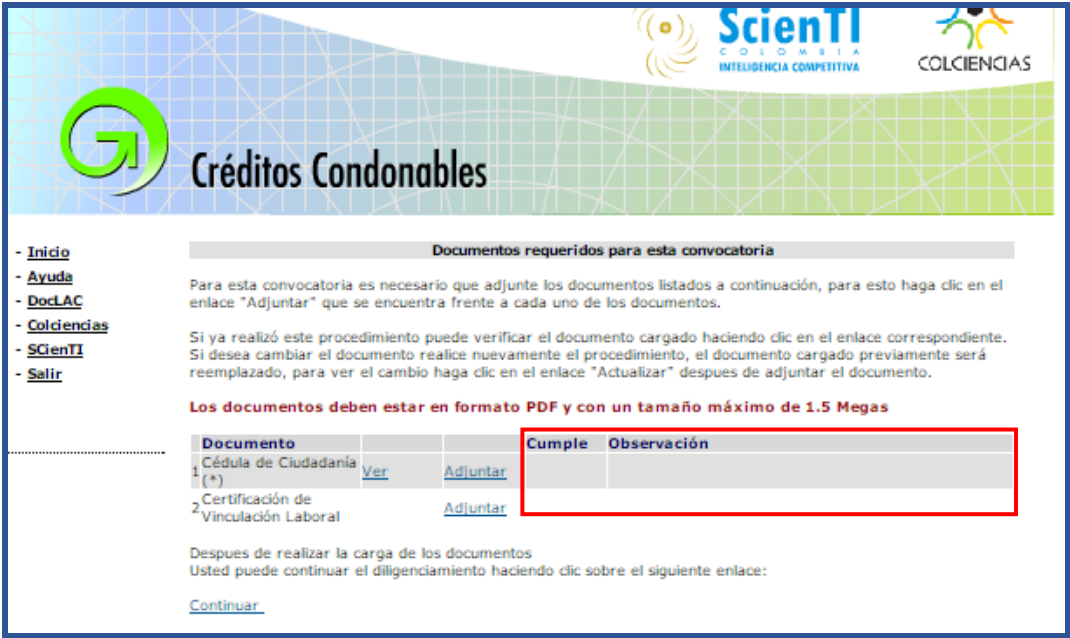 ScienTI
COLOMBIA
INTELIGENCIA COMPETITIVA
COLCIENCIAS
Créditos Condonables
- Inicio
- Ayuda
- DocLAC
- Colciencias
- SCienTI
- Salir
Documentos requeridos para esta convocatoria
Para esta convocatoria es necesario que adjunte los documentos listados a continuación, para esto haga clic en el
enlace "Adjuntar" que se encuentra frente a cada uno de los documentos.
Si ya realizó este procedimiento puede verificar el documento cargado haciendo clic en el enlace correspondiente.
Si desea cambiar el documento realice nuevamente el procedimiento, el documento cargado previamente será
reemplazado, para ver el cambio haga clic en el enlace "Actualizar" despues de adjuntar el documento.
Los documentos deben estar en formato PDF y con un tamaño máximo de 1.5 Megas
Documento Cumple Observación
1 Cédula de Ciudadanía
(*) Ver Adjuntar
2 Certificación de
Vinculación Laboral Adjuntar
Despues de realizar la carga de los documentos
Usted puede continuar el diligenciamiento haciendo clic sobre el siguiente enlace:
Continuar